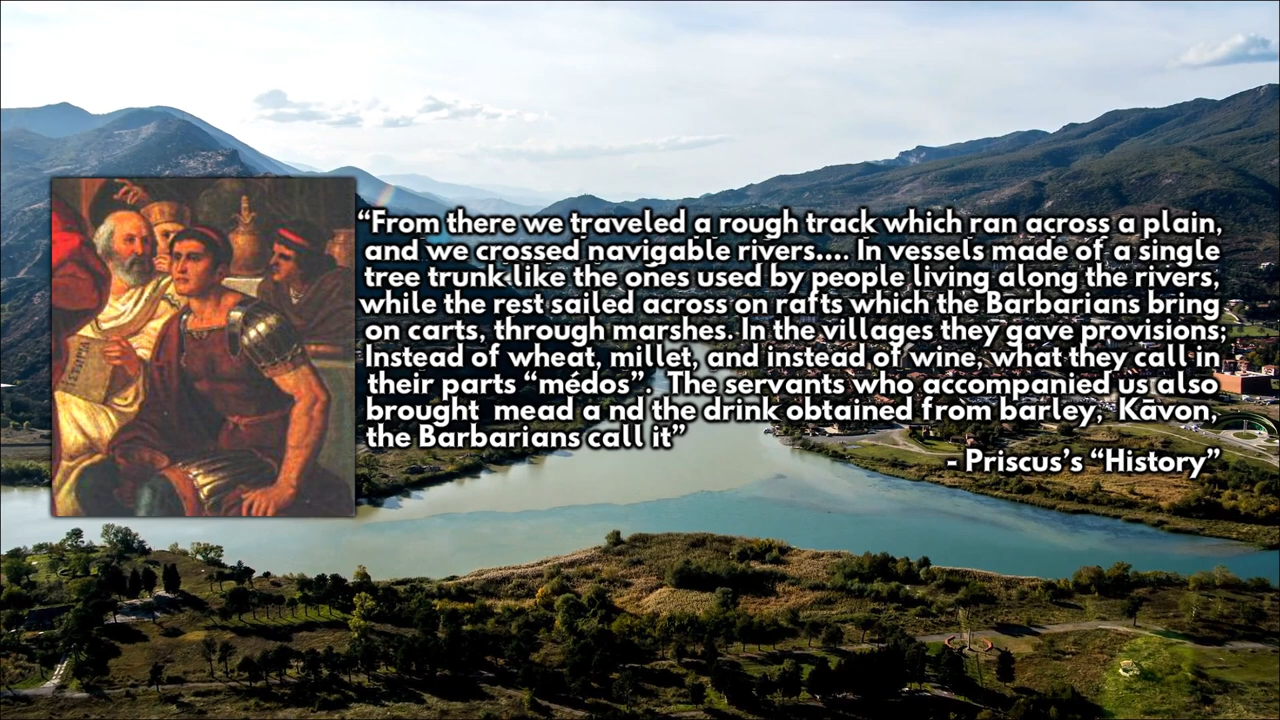 “From there we traveled a rough track which ran across a plain,
and we crossed navigable rivers.... In vessels made of a single
tree trunk like the ones used by people living along the rivers,
while the rest sailed across on rafts which the Barbarians bring
on carts, through marshes. In the villages they gave provisions;
Instead of wheat, millet, and instead of wine, what they call in
their parts “médos”. The servants who accompanied us also
brought mead a nd the drink obtained from barley, Kāvon,
the Barbarians call it”
- Priscus’s “History”
ISTORIA